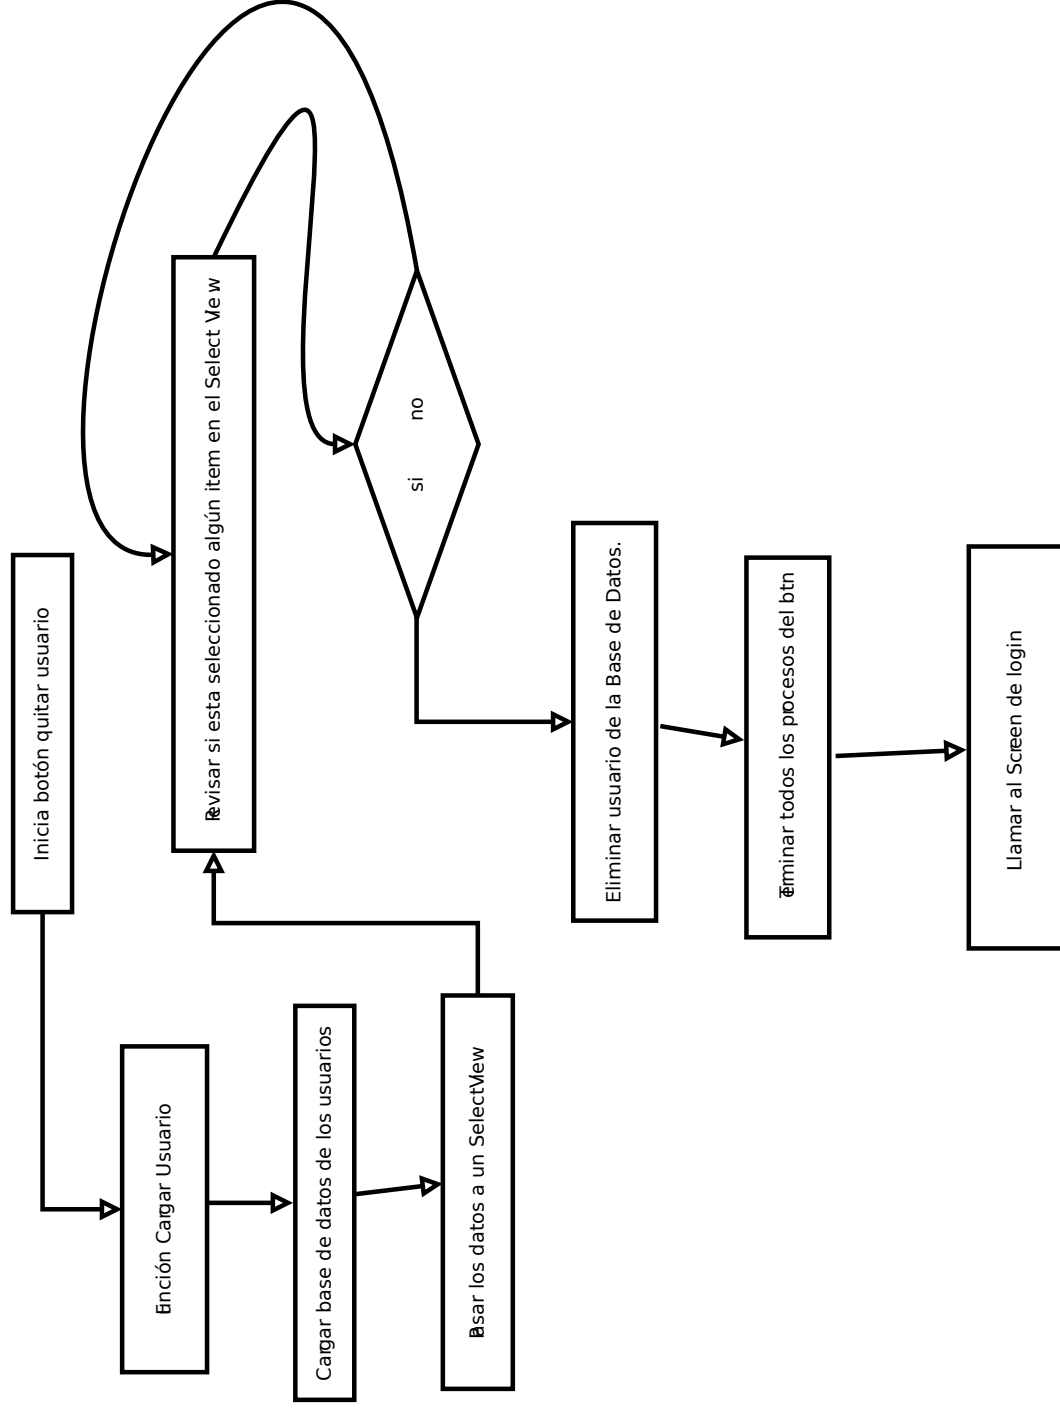 Inicia botón quitar usuario
Función Cargar Usuario
Cargar base de datos de los usuarios
Pasar los datos a un SelectView
Revisar si esta seleccionado algún item en el Select View
si no
Eliminar usuario de la Base de Datos.
Terminar todos los procesos del btn
Llamar al Screen de login